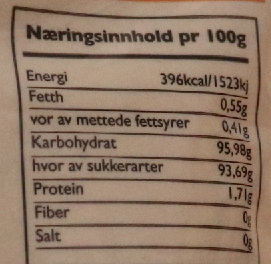 Næringsinnhold pr 100g
Energi 396kcal/1523kj
Fetth 0,55g
vor av mettede fettsyrer 0,41g
Karbohydrat 95,98g
hvor av sukkerarter 93,69g
Protein 1,71g
Fiber 0g
Salt 0g